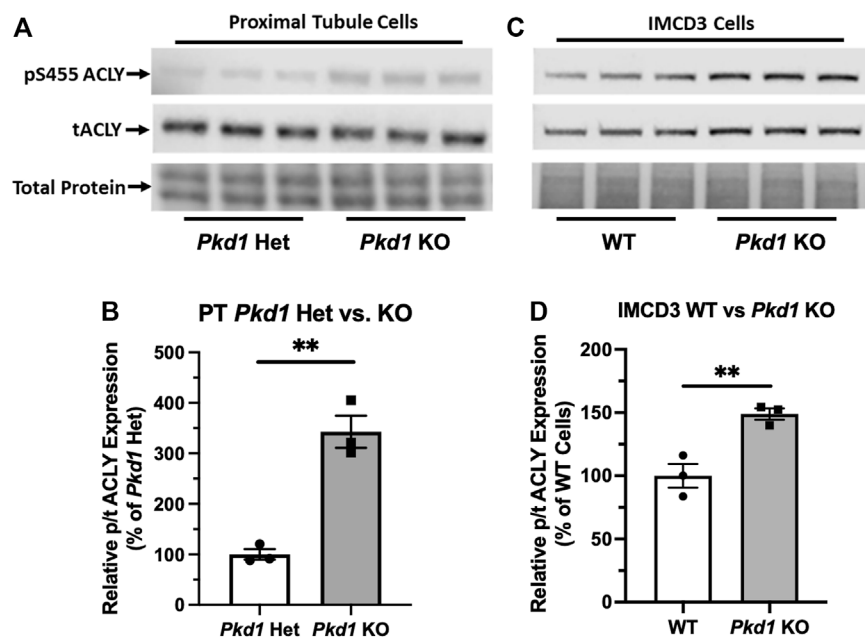 A
Proximal Tubule Cells
pS455 ACLY
tACLY
Total Protein
Pkd1 Het
Pkd1 KO
C
IMCD3 Cells
WT
Pkd1 KO
B
PT Pkd1 Het vs. KO
Relative p/t ACLY Expression
(% of Pkd1 Het)
500
400
300
200
100
0
**
Pkd1 Het
Pkd1 KO
D
IMCD3 WT vs Pkd1 KO
Relative p/t ACLY Expression
(% of WT Cells)
200
150
100
50
0
**
WT
Pkd1 KO